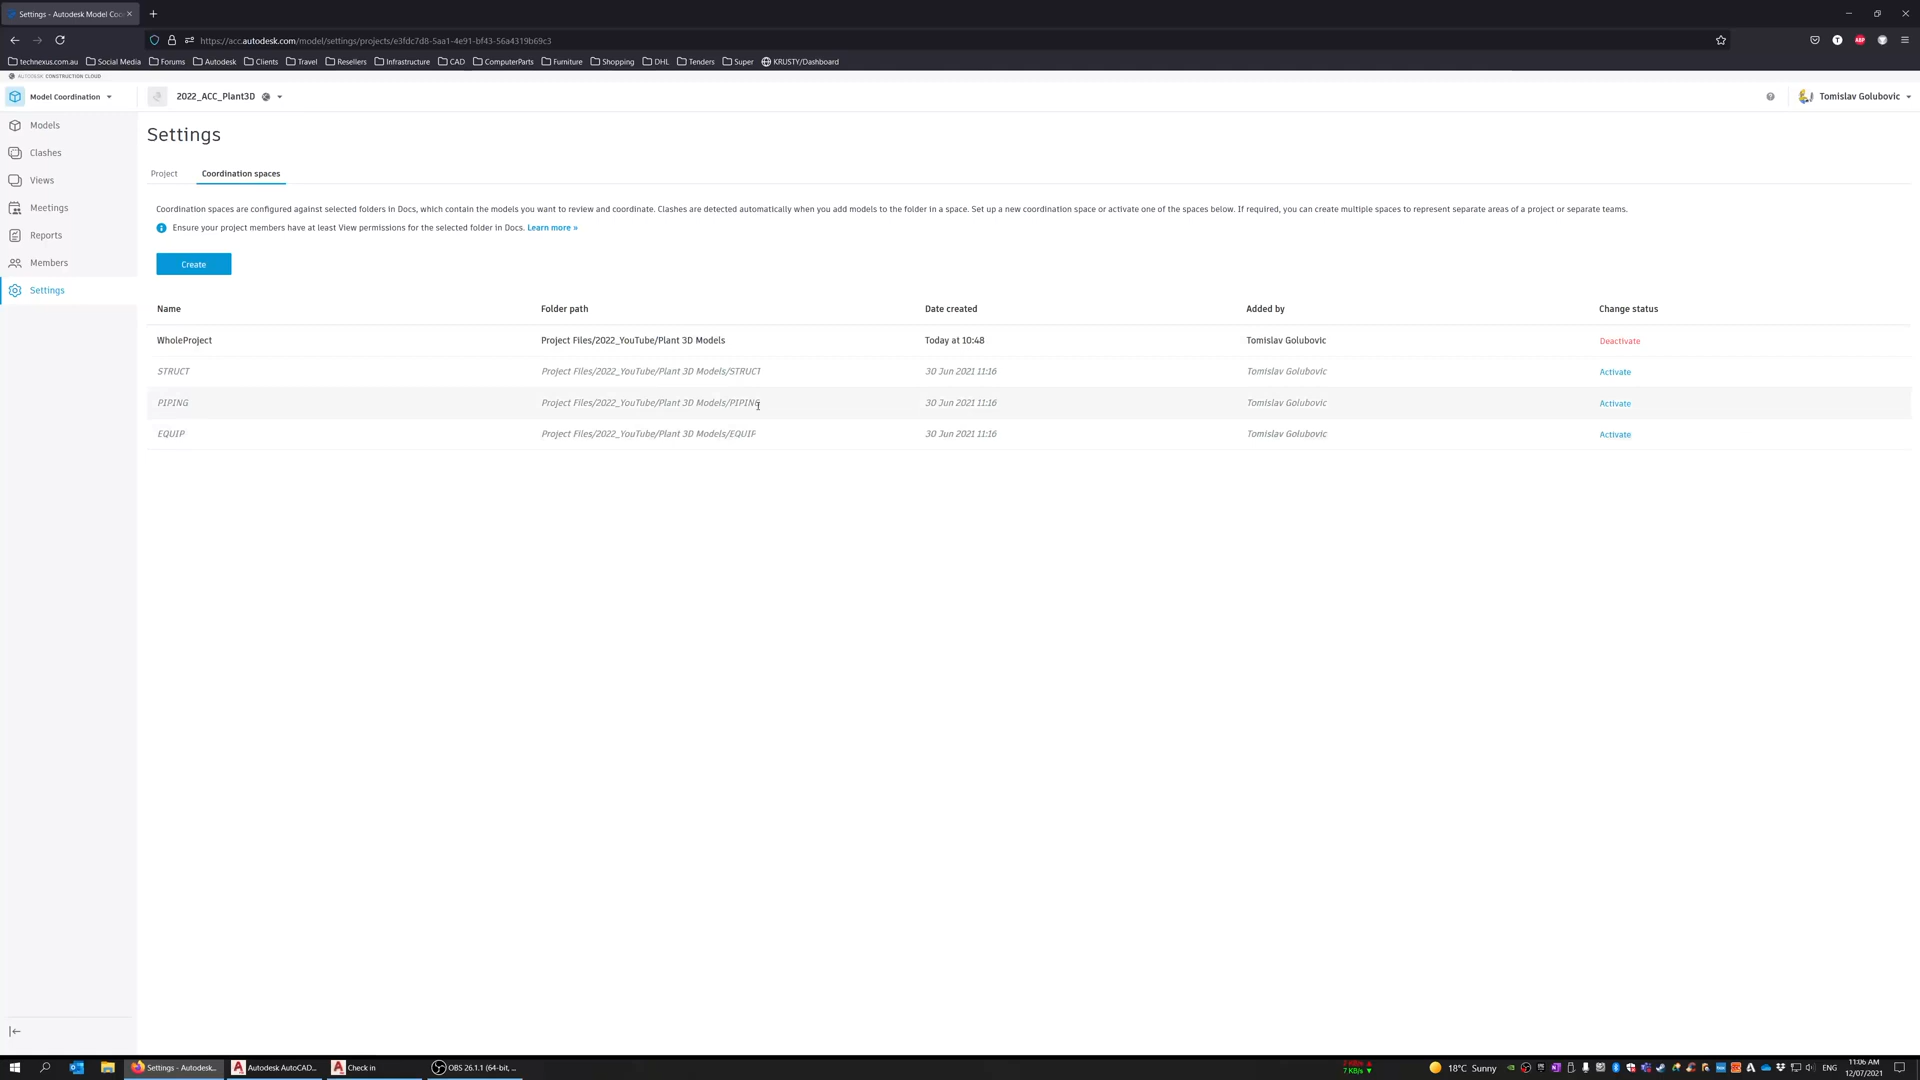 Settings - Autodesk Model Coo
https://acc.autodesk.com/model/settings/projects/e3fdc7d8-5aa1-4e91-bf43-56a4319b69c3
technexus.com.au Social Media Forums Autodesk Clients Travel Resellers Infrastructure CAD ComputerParts Furniture Shopping DHL Tenders Super KRUSTY/Dashboard
AUTODESK CONSTRUCTION CLOUD
Model Coordination 2022_ACC_Plant3D Tomislav Golubovic
Models
Clashes
Views
Meetings
Reports
Members
Settings
Settings
Project Coordination spaces
Coordination spaces are configured against selected folders in Docs, which contain the models you want to review and coordinate. Clashes are detected automatically when you add models to the folder in a space. Set up a new coordination space or activate one of the spaces below. If required, you can create multiple spaces to represent separate areas of a project or separate teams.
Ensure your project members have at least View permissions for the selected folder in Docs. Learn more »
Create
Name Folder path Date created Added by Change status
WholeProject Project Files/2022_YouTube/Plant 3D Models Today at 10:48 Tomislav Golubovic Deactivate
STRUCT Project Files/2022_YouTube/Plant 3D Models/STRUCT 30 Jun 2021 11:16 Tomislav Golubovic Activate
PIPING Project Files/2022_YouTube/Plant 3D Models/PIPING 30 Jun 2021 11:16 Tomislav Golubovic Activate
EQUIP Project Files/2022_YouTube/Plant 3D Models/EQUIP 30 Jun 2021 11:16 Tomislav Golubovic Activate
Settings - Autodesk... Autodesk AutoCAD... Check in OBS 26.1.1 (64-bit, ... 7 KB/s 18°C Sunny ENG 11:06 AM
12/07/2021